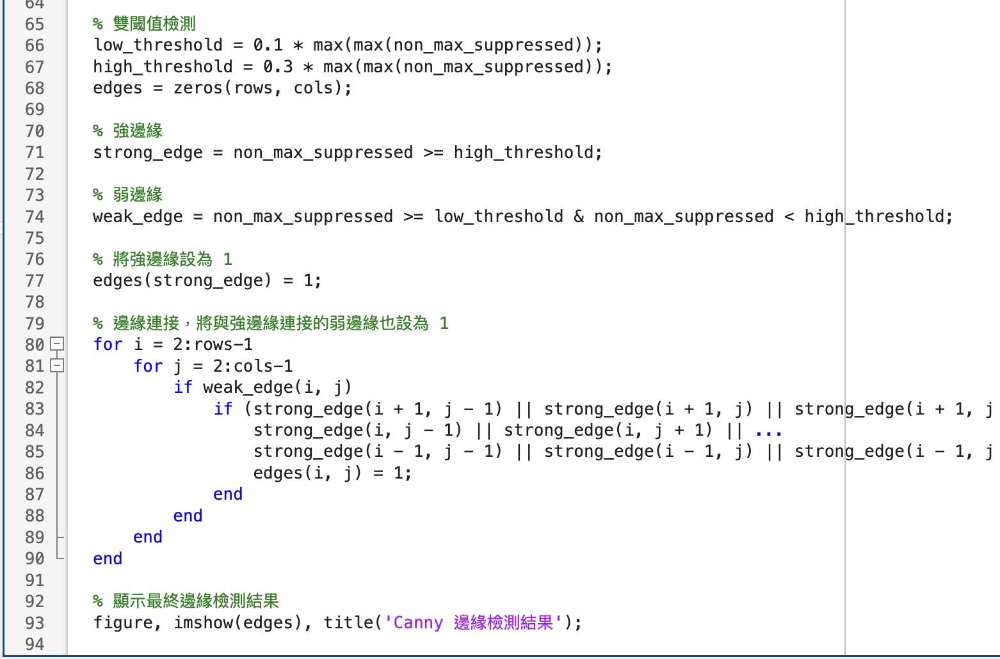 64
65 % 雙閾值檢測
66 low_threshold = 0.1 * max(max(non_max_suppressed));
67 high_threshold = 0.3 * max(max(non_max_suppressed));
68 edges = zeros(rows, cols);
69
70 % 強邊緣
71 strong_edge = non_max_suppressed >= high_threshold;
72
73 % 弱邊緣
74 weak_edge = non_max_suppressed >= low_threshold & non_max_suppressed < high_threshold;
75
76 % 將強邊緣設為 1
77 edges(strong_edge) = 1;
78
79 % 邊緣連接，將與強邊緣連接的弱邊緣也設為 1
80 for i = 2:rows-1
81 for j = 2:cols-1
82 if weak_edge(i, j)
83 if (strong_edge(i + 1, j - 1) || strong_edge(i + 1, j) || strong_edge(i + 1, j
84 strong_edge(i, j - 1) || strong_edge(i, j + 1) || ...
85 strong_edge(i - 1, j - 1) || strong_edge(i - 1, j) || strong_edge(i - 1, j
86 edges(i, j) = 1;
87 end
88 end
89 end
90 end
91
92 % 顯示最終邊緣檢測結果
93 figure, imshow(edges), title('Canny 邊緣檢測結果');
94